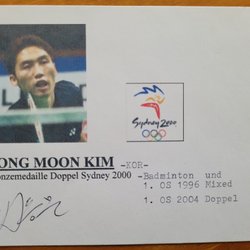 Sydney 2000
ONG MOON KIM -KOR-
onzemedaille Doppel Sydney 2000 -Badminton und
1. OS 1996 Mixed
1. OS 2004 Doppel